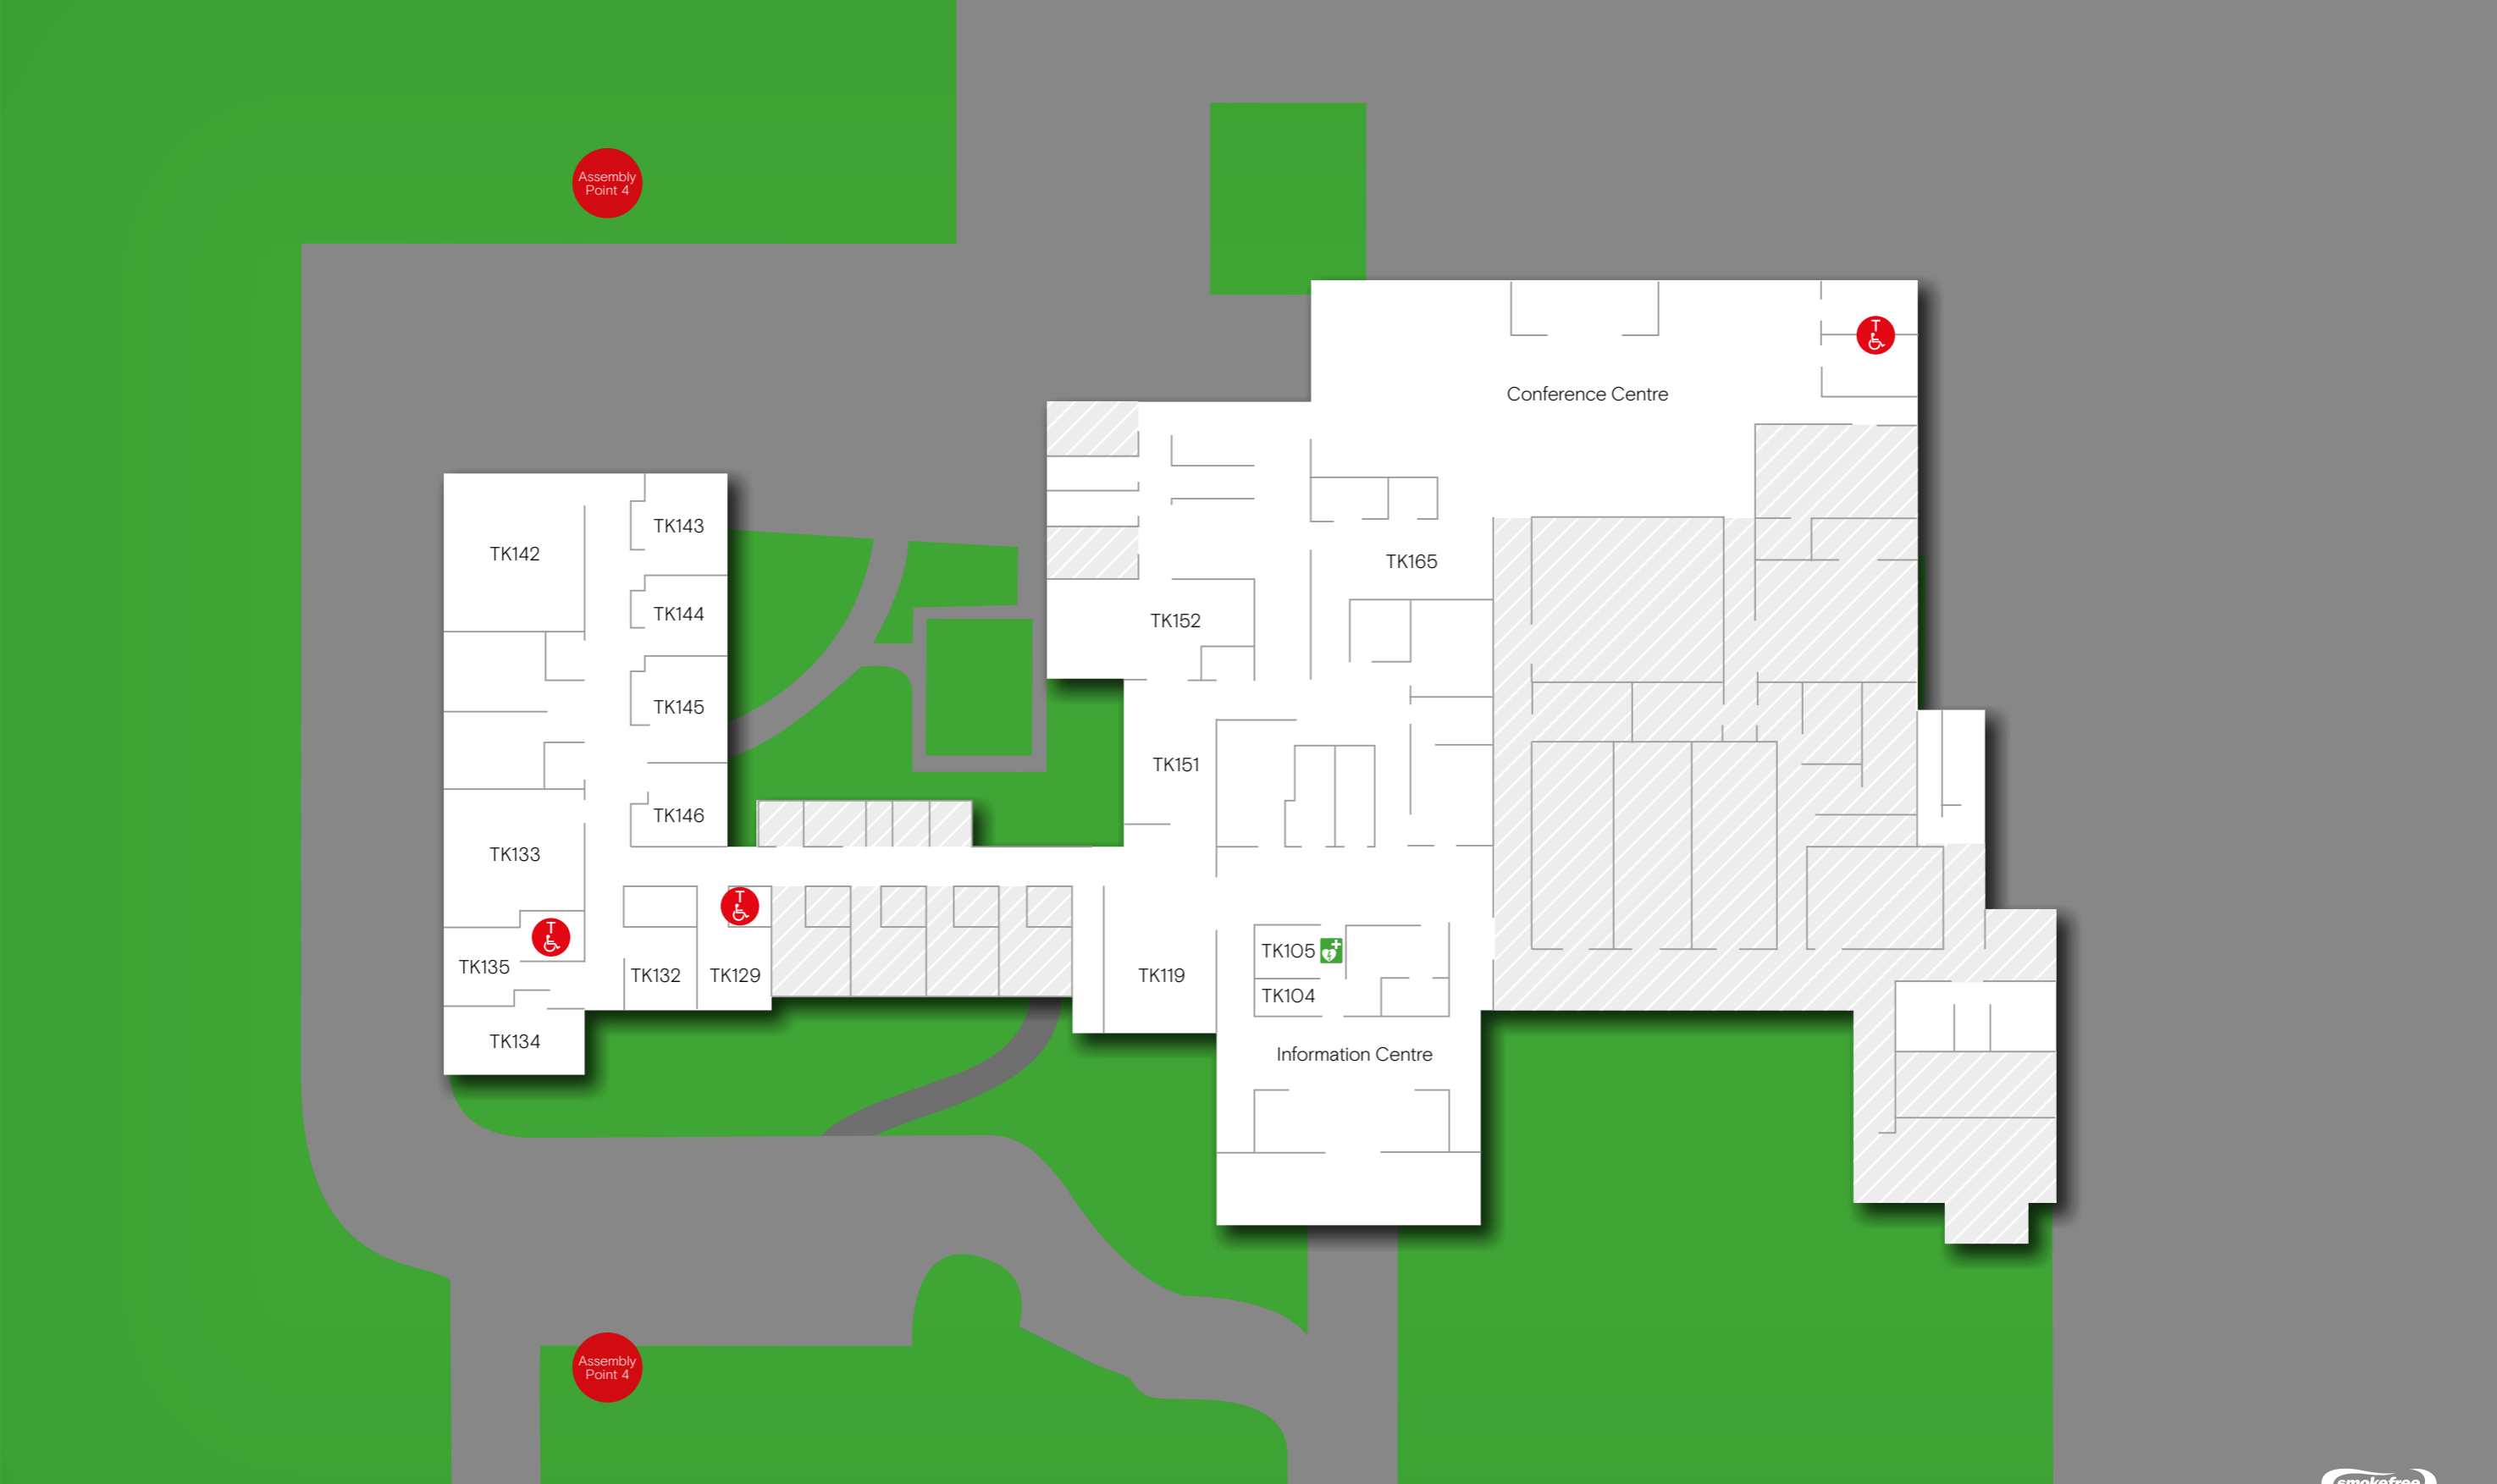 Assembly
Point 4
T
Conference Centre
TK143
TK142
TK165
TK144
TK152
TK145
TK151
TK146
TK133
T
T
TK105
TK135
TK132
TK129
TK119
TK104
TK134
Information Centre
Assembly
Point 4
smokefree